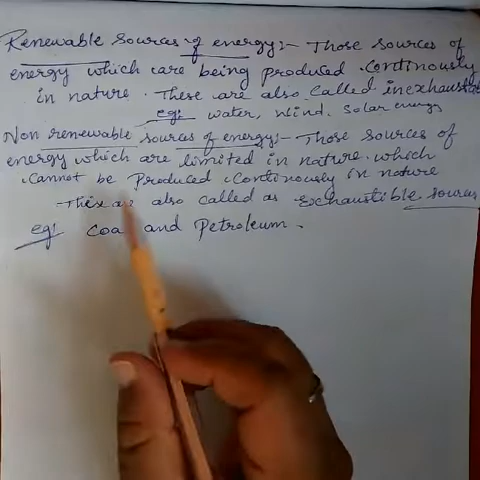 Renewable sources of energy:- Those sources of
energy which are being produced continously
in nature. These are also called inexhaustible
eg: water, wind, solar energy
Non renewable sources of energy:- Those sources of
energy which are limited in nature. which
cannot be produced continously in nature
- These are also called as exhaustible sources
eg: coal and Petroleum.